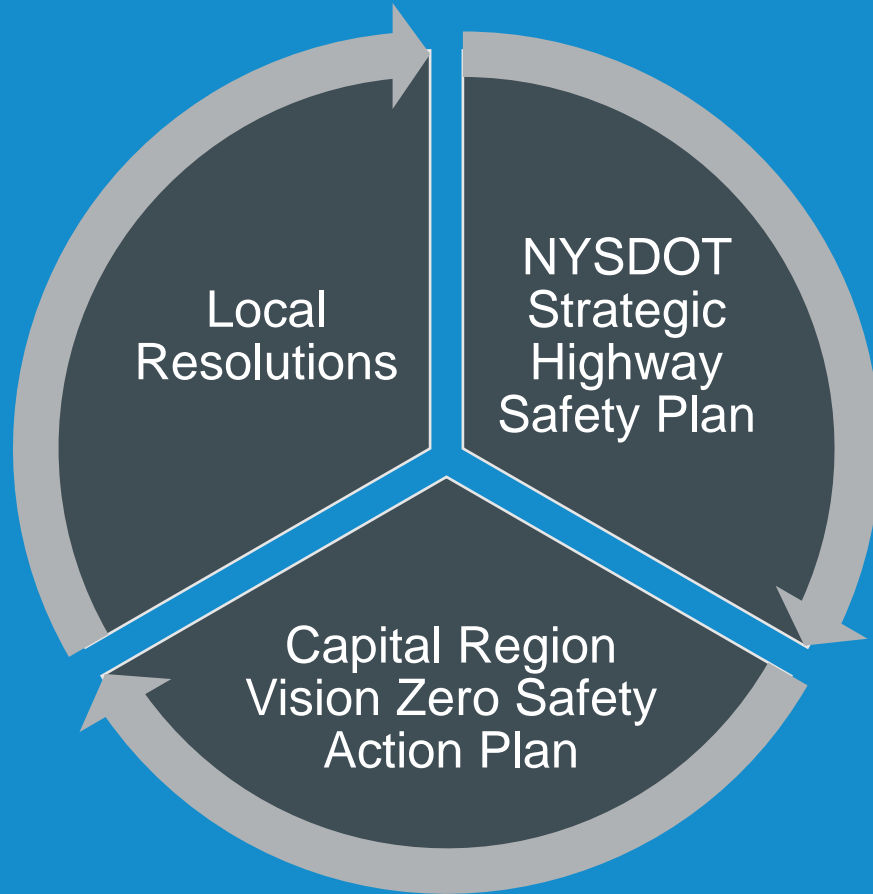 Local
Resolutions
NYSDOT
Strategic
Highway
Safety Plan
Capital Region
Vision Zero Safety
Action Plan